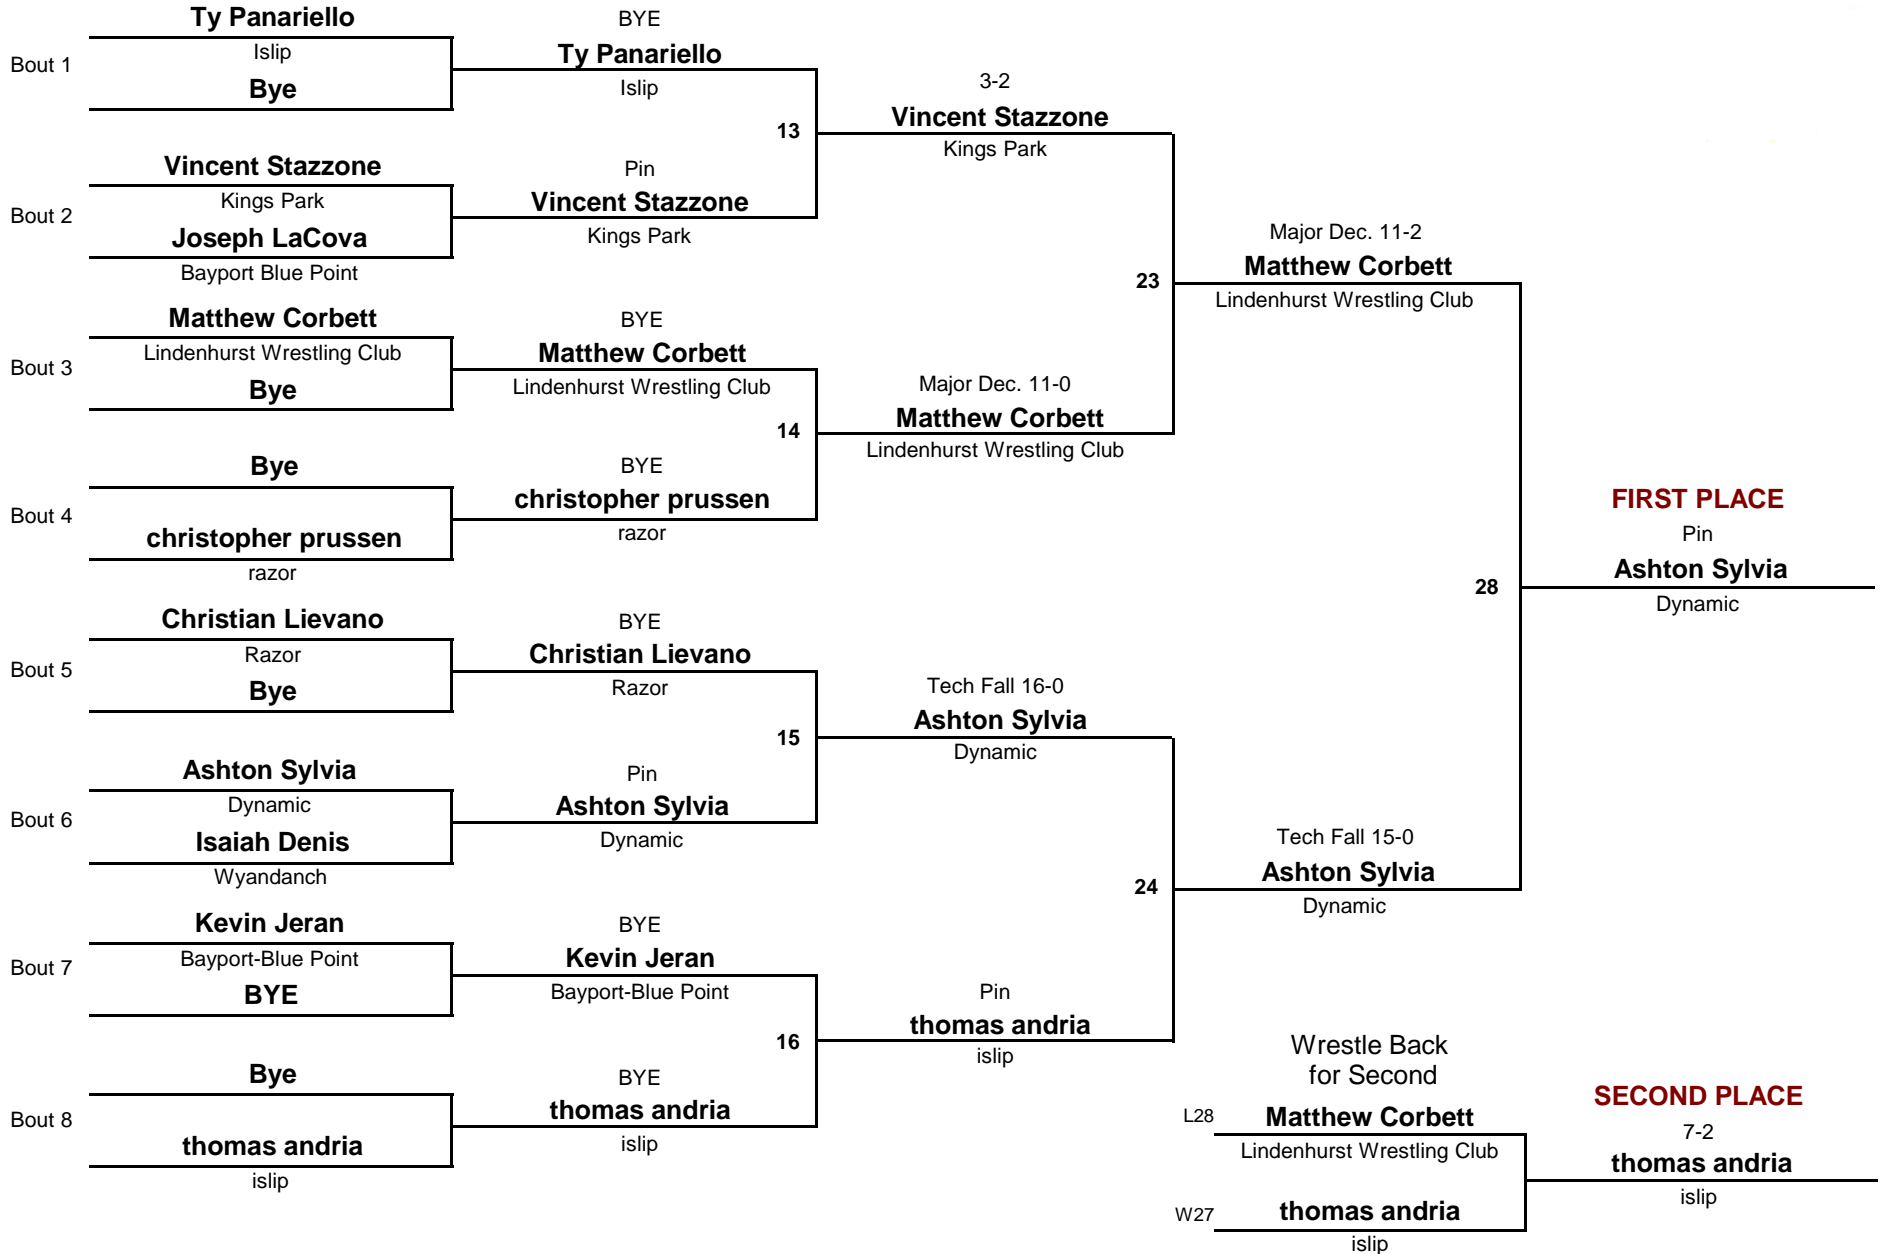 Ty Panariello
Bout 1
Islip
Bye
BYE
Ty Panariello
Islip
Vincent Stazzone
Bout 2
Kings Park
Joseph LaCova
Bayport Blue Point
Pin
Vincent Stazzone
Kings Park
13
3-2
Vincent Stazzone
Kings Park
Matthew Corbett
Bout 3
Lindenhurst Wrestling Club
Bye
BYE
Matthew Corbett
Lindenhurst Wrestling Club
Bye
Bout 4
christopher prussen
razor
BYE
christopher prussen
razor
14
Major Dec. 11-0
Matthew Corbett
Lindenhurst Wrestling Club
23
Major Dec. 11-2
Matthew Corbett
Lindenhurst Wrestling Club
Christian Lievano
Bout 5
Razor
Bye
BYE
Christian Lievano
Razor
Ashton Sylvia
Bout 6
Dynamic
Isaiah Denis
Wyandanch
Pin
Ashton Sylvia
Dynamic
15
Tech Fall 16-0
Ashton Sylvia
Dynamic
Kevin Jeran
Bout 7
Bayport-Blue Point
BYE
BYE
Kevin Jeran
Bayport-Blue Point
Bye
Bout 8
thomas andria
islip
BYE
thomas andria
islip
16
Pin
thomas andria
islip
24
Tech Fall 15-0
Ashton Sylvia
Dynamic
28
FIRST PLACE
Pin
Ashton Sylvia
Dynamic
Wrestle Back
for Second
L28
Matthew Corbett
Lindenhurst Wrestling Club
W27
thomas andria
islip
SECOND PLACE
7-2
thomas andria
islip